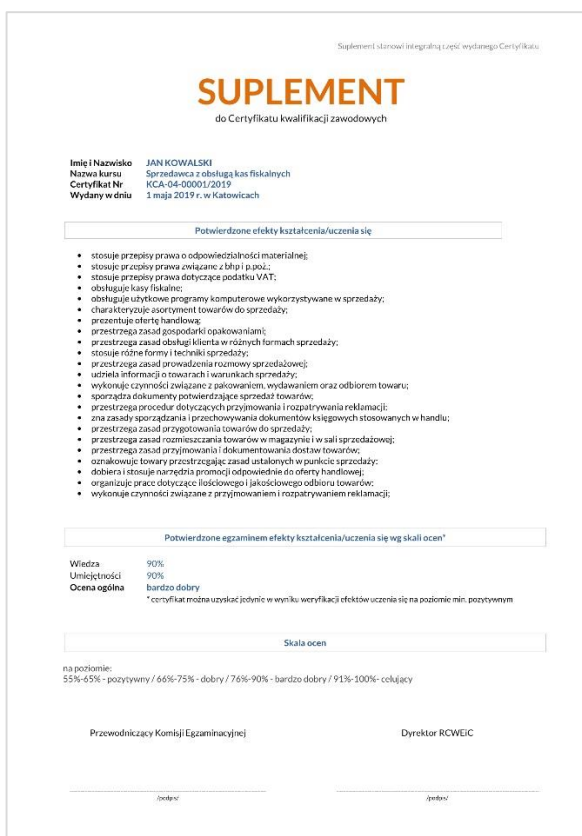 Suplement stanowi integralną część wydanego Certyfikatu
SUPLEMENT
do Certyfikatu kwalifikacji zawodowych
Imię i Nazwisko JAN KOWALSKI
Nazwa kursu Sprzedawca z obsługą kas fiskalnych
Certyfikat Nr KCA-04-00001/2019
Wydany w dniu 1 maja 2019 r. w Katowicach
Potwierdzone efekty kształcenia/uczenia się
• stosuje przepisy prawa o odpowiedzialności materialnej;
• stosuje przepisy prawa związane z bhp i p.poż.;
• stosuje przepisy prawa dotyczące podatku VAT;
• obsługuje kasy fiskalne;
• obsługuje użytkowe programy komputerowe wykorzystywane w sprzedaży;
• charakteryzuje asortyment towarów do sprzedaży;
• prezentuje ofertę handlową;
• przestrzega zasad gospodarki opakowaniami;
• przestrzega zasad obsługi klienta w różnych formach sprzedaży;
• stosuje różne formy i techniki sprzedaży;
• przestrzega zasad prowadzenia rozmowy sprzedażowej;
• udziela informacji o towarach i warunkach sprzedaży;
• wykonuje czynności związane z pakowaniem, wydawaniem oraz odbiorem towaru;
• sporządza dokumenty potwierdzające sprzedaż towarów;
• przestrzega procedur dotyczących przyjmowania i rozpatrywania reklamacji;
• zna zasady sporządzania i przechowywania dokumentów księgowych stosowanych w handlu;
• przestrzega zasad przygotowania towarów do sprzedaży;
• przestrzega zasad rozmieszczania towarów w magazynie i w sali sprzedażowej;
• przestrzega zasad przyjmowania i dokumentowania dostaw towarów;
• oznakowuje towary przestrzegając zasad ustalonych w punkcie sprzedaży;
• dobiera i stosuje narzędzia promocji odpowiednie do oferty handlowej;
• organizuje prace dotyczące ilościowego i jakościowego odbioru towarów;
• wykonuje czynności związane z przyjmowaniem i rozpatrywaniem reklamacji;
Potwierdzone egzaminem efekty kształcenia/uczenia się wg skali ocen*
Wiedza 90%
Umiejętności 90%
Ocena ogólna bardzo dobry
* certyfikat można uzyskać jedynie w wyniku weryfikacji efektów uczenia się na poziomie min. pozytywnym
Skala ocen
na poziomie:
55%-65% - pozytywny / 66%-75% - dobry / 76%-90% - bardzo dobry / 91%-100%- celujący
Przewodniczący Komisji Egzaminacyjnej Dyrektor RCWEiC
/podpis/ /podpis/